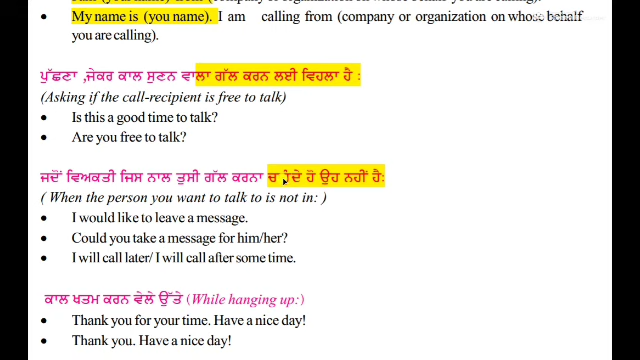 • My name is (you name). I am calling from (company or organization on whose behalf
you are calling).
ਪੁੱਛਣਾ ,ਜੇਕਰ ਕਾਲ ਸੁਣਨ ਵਾਲਾ ਗੱਲ ਕਰਨ ਲਈ ਵਿਹਲਾ ਹੈ :
(Asking if the call-recipient is free to talk)
• Is this a good time to talk?
• Are you free to talk?
ਜਦੋਂ ਵਿਅਕਤੀ ਜਿਸ ਨਾਲ ਤੁਸੀ ਗੱਲ ਕਰਨਾ ਚਾਹੁੰਦੇ ਹੋ ਉਹ ਨਹੀਂ ਹੈ:
( When the person you want to talk to is not in: )
• I would like to leave a message.
• Could you take a message for him/her?
• I will call later/ I will call after some time.
ਕਾਲ ਖਤਮ ਕਰਨ ਵੇਲੇ ਉੱਤੇ (While hanging up:)
• Thank you for your time. Have a nice day!
• Thank you. Have a nice day!